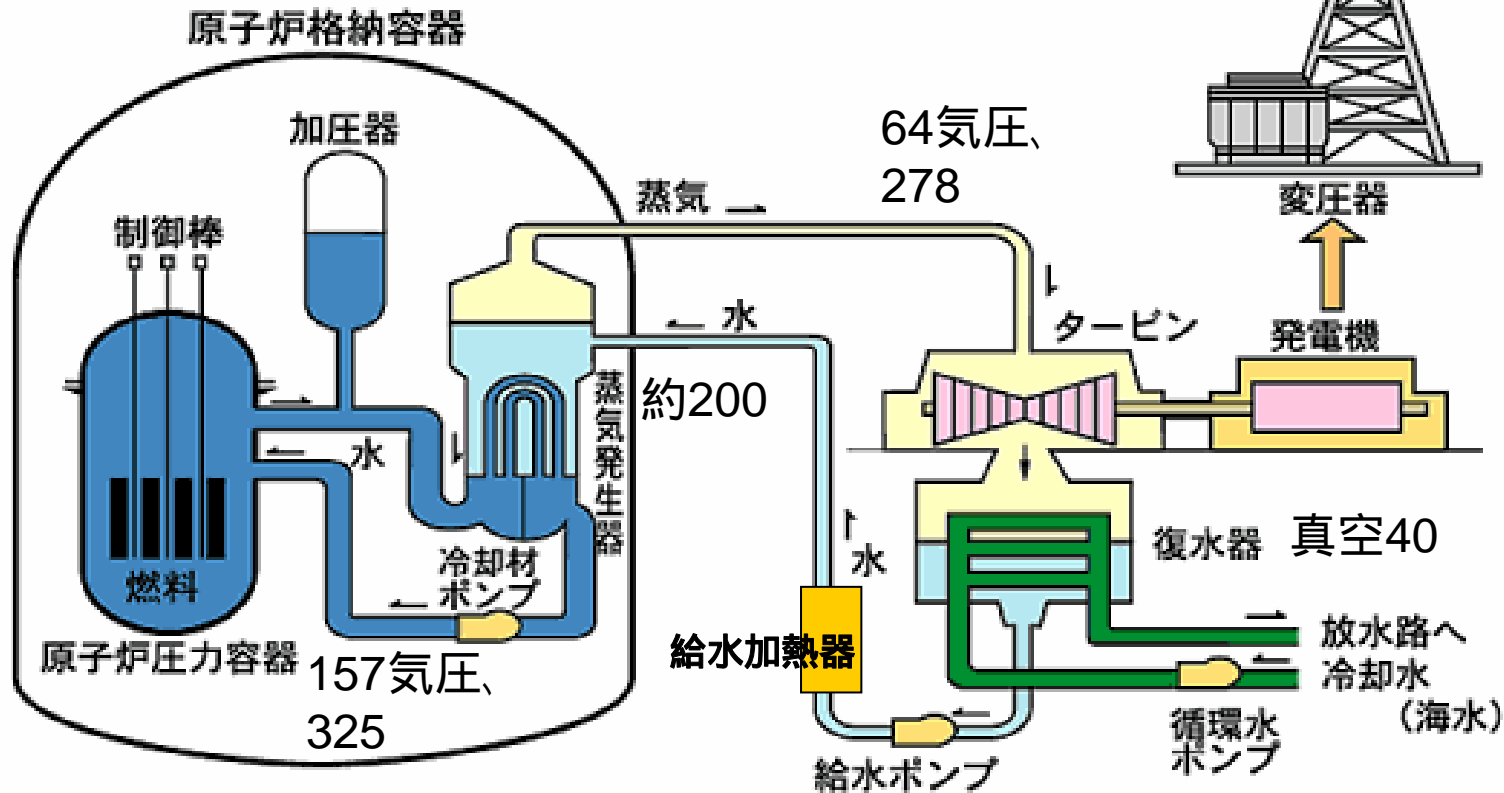 原子炉格納容器
加圧器
制御棒
蒸気
64気圧、
278
変圧器
水
タービン
発電機
約200
蒸気発生器
水
燃料
冷却材
ポンプ
原子炉圧力容器
157気圧、
325
水
給水加熱器
復水器
真空40
放水路へ
冷却水
(海水)
循環水
ポンプ
給水ポンプ